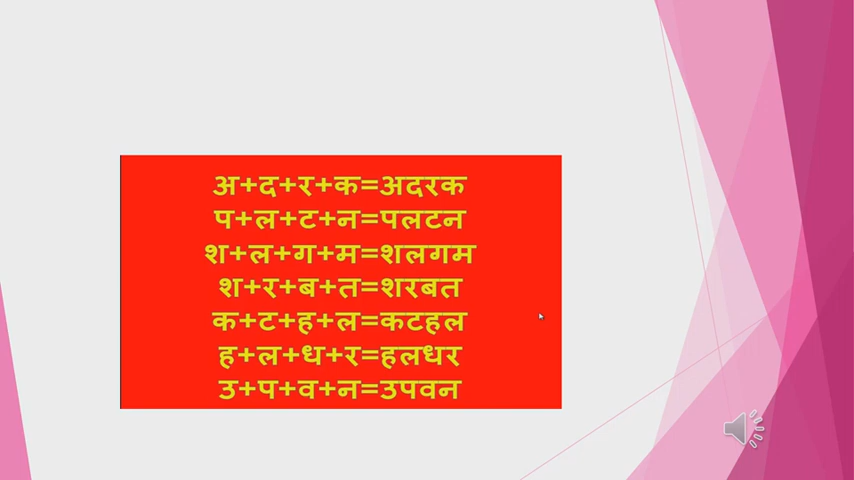 अ+द+र+क=अदरक
प+ल+ट+न=पलटन
श+ल+ग+म=शलगम
श+र+ब+त=शरबत
क+ट+ह+ल=कटहल
ह+ल+ध+र=हलधर
उ+प+व+न=उपवन